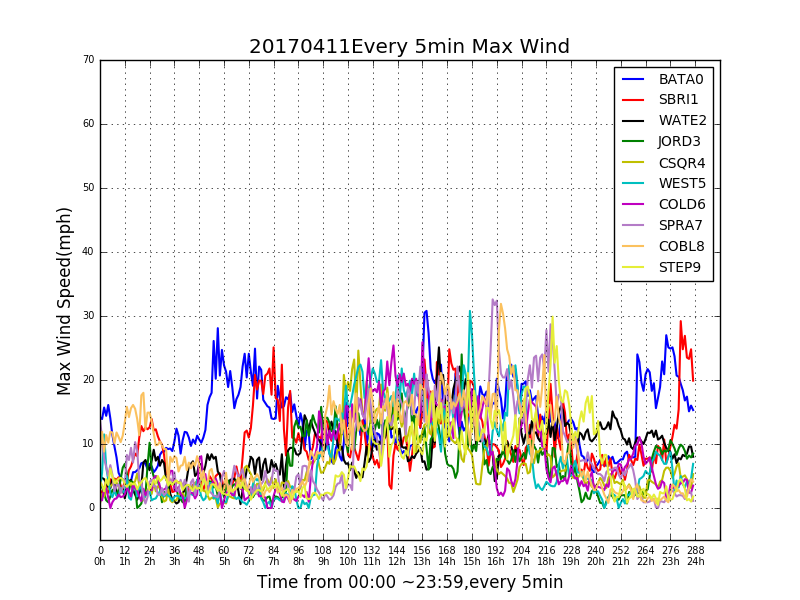 20170411Every 5min Max Wind
70
60
50
40
30
20
10
0
Max Wind Speed(mph)
BATA0
SBRI1
WATE2
JORD3
CSQR4
WEST5
COLD6
SPRA7
COBL8
STEP9
0 12 24 36 48 60 72 84 96 108 120 132 144 156 168 180 192 204 216 228 240 252 264 276 288
0h 1h 2h 3h 4h 5h 6h 7h 8h 9h 10h 11h 12h 13h 14h 15h 16h 17h 18h 19h 20h 21h 22h 23h 24h
Time from 00:00 ~23:59,every 5min